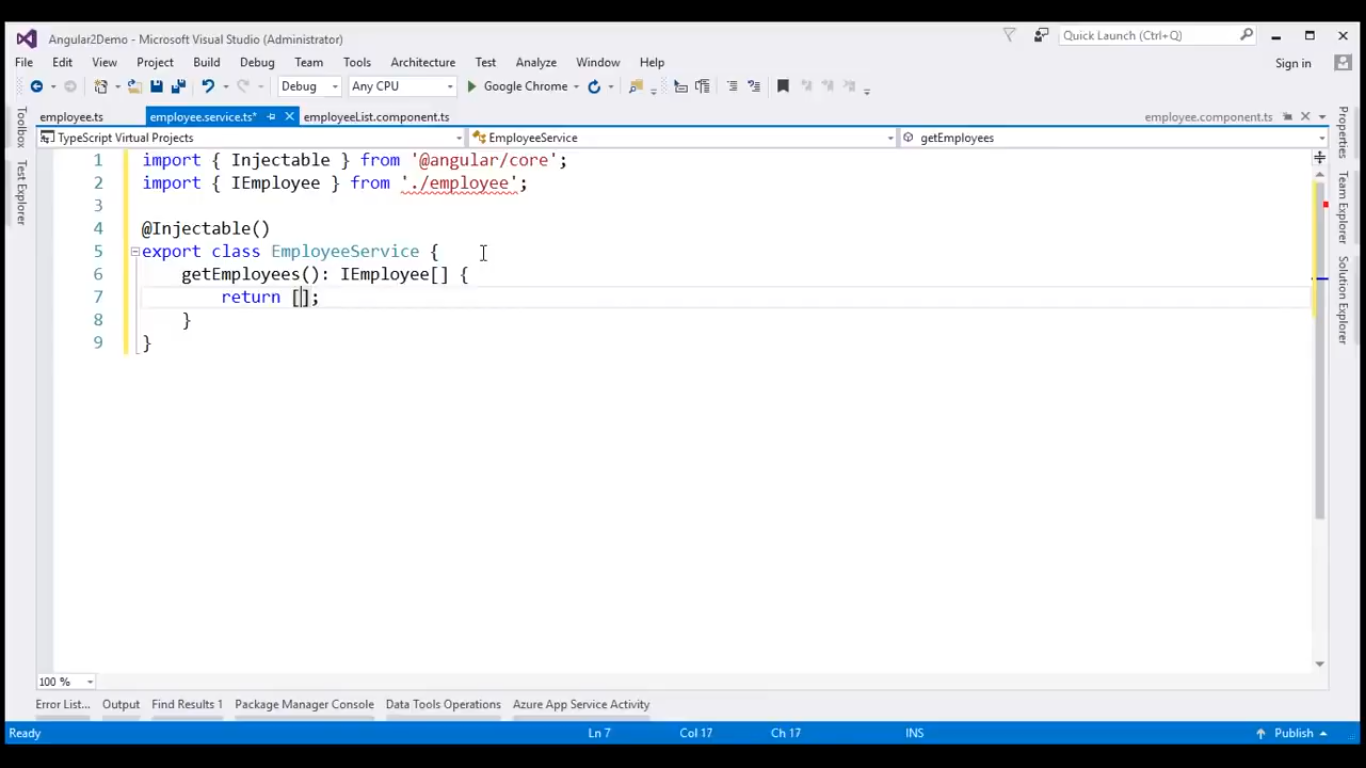 Angular2Demo - Microsoft Visual Studio (Administrator)
Quick Launch (Ctrl+Q)
File Edit View Project Build Debug Team Tools Architecture Test Analyze Window Help
Sign in
Debug Any CPU Google Chrome
employee.ts employee.service.ts* employeeList.component.ts employee.component.ts
TypeScript Virtual Projects EmployeeService getEmployees
Toolbox
Test Explorer
1 import { Injectable } from '@angular/core';
2 import { IEmployee } from './employee';
3
4 @Injectable()
5 export class EmployeeService {
6 getEmployees(): IEmployee[] {
7 return [];
8 }
9 }
Properties
Team Explorer
Solution Explorer
100 %
Error List... Output Find Results 1 Package Manager Console Data Tools Operations Azure App Service Activity
Ready Ln 7 Col 17 Ch 17 INS Publish